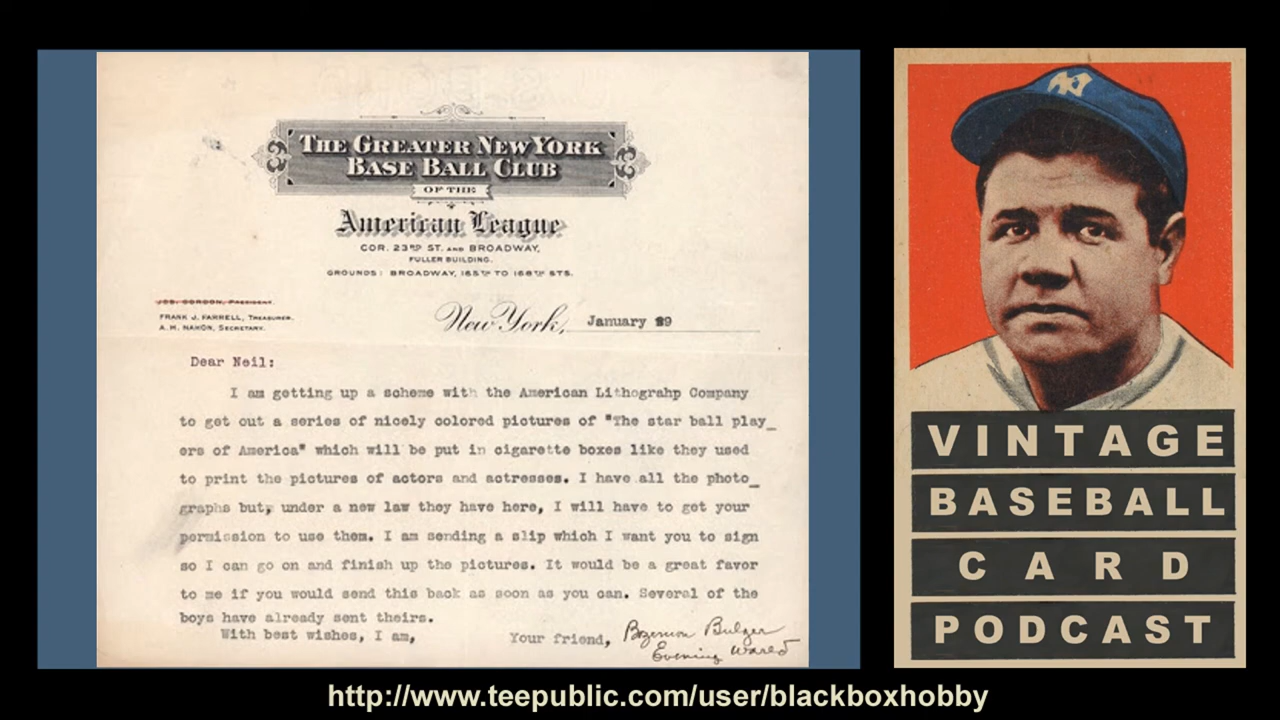 THE GREATER NEW YORK
BASE BALL CLUB
OF THE
American League
COR. 23RD ST. AND BROADWAY,
FULLER BUILDING.
GROUNDS: BROADWAY, 165TH TO 168TH STS.
JOS. GORDON, PRESIDENT.
FRANK J. FARRELL, TREASURER.
A. H. NAHON, SECRETARY.
New York, January 29
Dear Neil:
I am getting up a scheme with the American Lithograhp Company
to get out a series of nicely colored pictures of "The star ball play_
ers of America" which will be put in cigarette boxes like they used
to print the pictures of actors and actresses. I have all the photo_
graphs but, under a new law they have here, I will have to get your
permission to use them. I am sending a slip which I want you to sign
so I can go on and finish up the pictures. It would be a great favor
to me if you would send this back as soon as you can. Several of the
boys have already sent theirs.
With best wishes, I am,
Your friend, Bozeman Bulger
Evening World
NY
VINTAGE
BASEBALL
CARD
PODCAST
http://www.teepublic.com/user/blackboxhobby